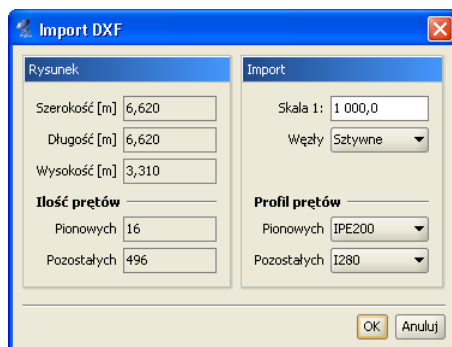 Import DXF
Rysunek
Szerokość [m] 6,620
Długość [m] 6,620
Wysokość [m] 3,310
Ilość prętów
Pionowych 16
Pozostałych 496
Import
Skala 1: 1 000,0
Węzły Sztywne
Profil prętów
Pionowych IPE200
Pozostałych I280
OK Anuluj